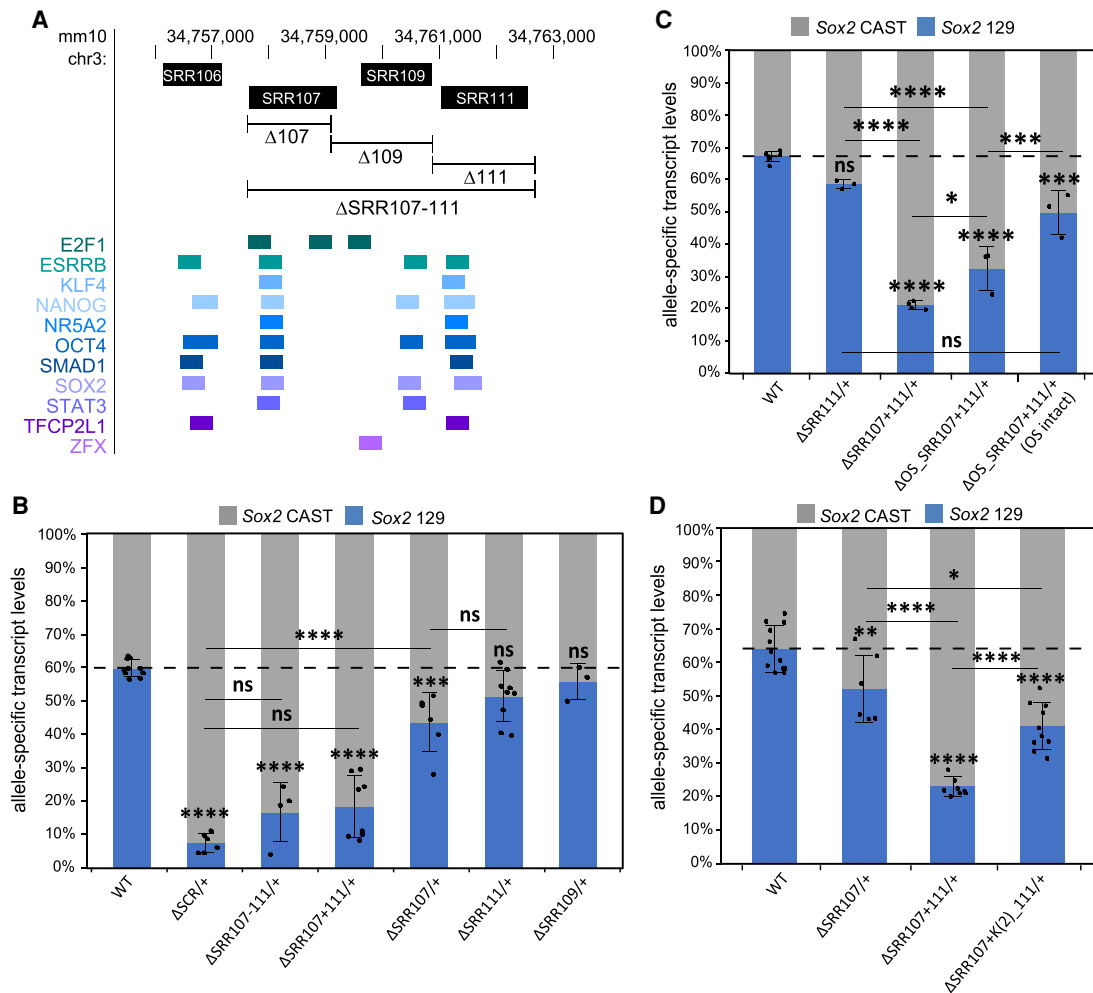 A
mm10
34,757,000
34,759,000
34,761,000
34,763,000
chr3:
SRR106
SRR109
SRR107
SRR111
Δ107
Δ109
Δ111
ΔSRR107-111
E2F1
ESRRB
KLF4
NANOG
NR5A2
OCT4
SMAD1
SOX2
STAT3
TFCP2L1
ZFX
B
Sox2 CAST
Sox2 129
allele-specific transcript levels
100%
90%
80%
70%
60%
50%
40%
30%
20%
10%
0%
ns
ns
ns
****
***
ns
ns
****
****
****
WT
ΔSCR/+
ΔSRR107-111/+
ΔSRR107+111/+
ΔSRR107/+
ΔSRR111/+
ΔSRR109/+
C
Sox2 CAST
Sox2 129
allele-specific transcript levels
100%
90%
80%
70%
60%
50%
40%
30%
20%
10%
0%
****
****
***
ns
***
*
****
****
ns
WT
ΔSRR111/+
ΔSRR107+111/+
ΔOS_SRR107+111/+
ΔOS_SRR107+111/+
(OS intact)
D
Sox2 CAST
Sox2 129
allele-specific transcript levels
100%
90%
80%
70%
60%
50%
40%
30%
20%
10%
0%
*
****
**
****
****
****
WT
ΔSRR107/+
ΔSRR107+111/+
ΔSRR107+K(2)_111/+